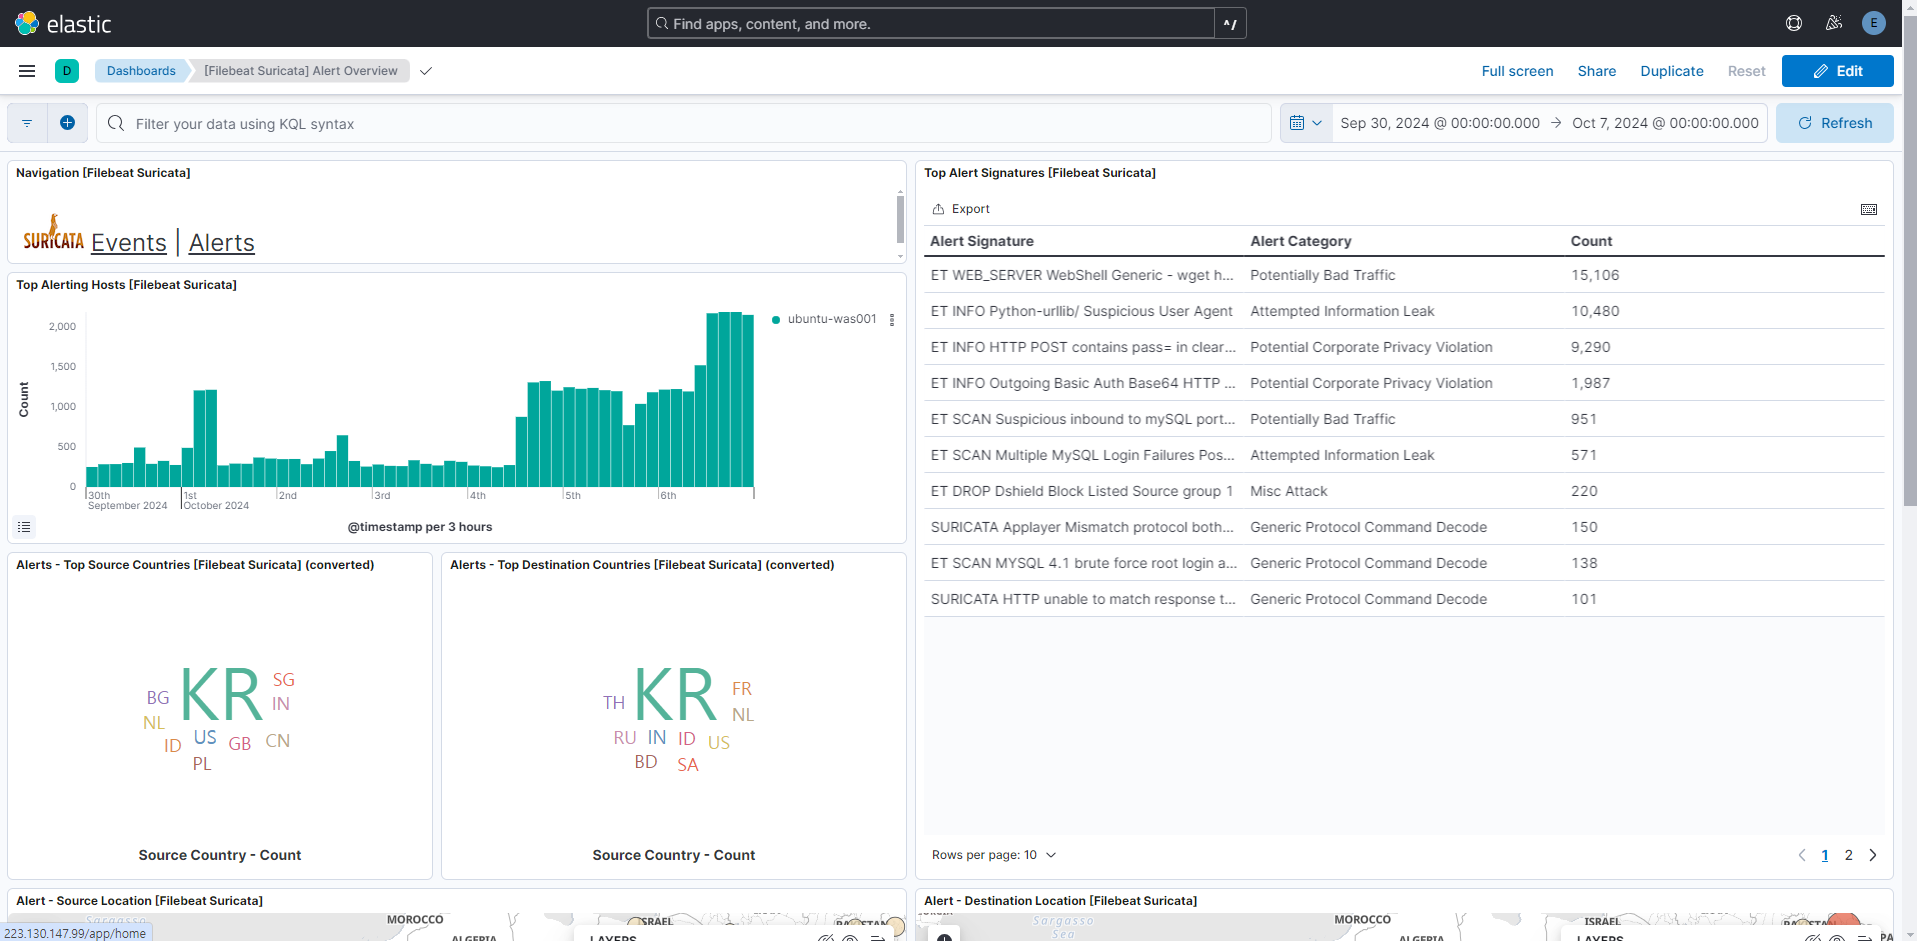 elastic
Find apps, content, and more.
^/
E
D
Dashboards
[Filebeat Suricata] Alert Overview
Full screen
Share
Duplicate
Reset
Edit
Filter your data using KQL syntax
Sep 30, 2024 @ 00:00:00.000 → Oct 7, 2024 @ 00:00:00.000
Refresh
Navigation [Filebeat Suricata]
SURICATA Events | Alerts
Top Alerting Hosts [Filebeat Suricata]
2,000
1,500
1,000
500
0
Count
30th
September 2024
1st
October 2024
2nd
3rd
4th
5th
6th
@timestamp per 3 hours
ubuntu-was001
Alerts - Top Source Countries [Filebeat Suricata] (converted)
KR
SG
BG
IN
NL
US
ID
GB
CN
PL
Source Country - Count
Alerts - Top Destination Countries [Filebeat Suricata] (converted)
KR
FR
TH
NL
RU
IN
ID
US
BD
SA
Source Country - Count
Top Alert Signatures [Filebeat Suricata]
Export
Alert Signature Alert Category Count
ET WEB_SERVER WebShell Generic - wget h... Potentially Bad Traffic 15,106
ET INFO Python-urllib/ Suspicious User Agent Attempted Information Leak 10,480
ET INFO HTTP POST contains pass= in clear... Potential Corporate Privacy Violation 9,290
ET INFO Outgoing Basic Auth Base64 HTTP ... Potential Corporate Privacy Violation 1,987
ET SCAN Suspicious inbound to mySQL port... Potentially Bad Traffic 951
ET SCAN Multiple MySQL Login Failures Pos... Attempted Information Leak 571
ET DROP Dshield Block Listed Source group 1 Misc Attack 220
SURICATA Applayer Mismatch protocol both... Generic Protocol Command Decode 150
ET SCAN MYSQL 4.1 brute force root login a... Generic Protocol Command Decode 138
SURICATA HTTP unable to match response t... Generic Protocol Command Decode 101
Rows per page: 10
1 2
Alert - Source Location [Filebeat Suricata]
Sargasso
MOROCCO
ALGERIA
ISRAEL
PAKISTAN
LAYERS
223.130.147.99/app/home
Alert - Destination Location [Filebeat Suricata]
Sargasso
Sea
MOROCCO
ALGERIA
ISRAEL
LAYERS